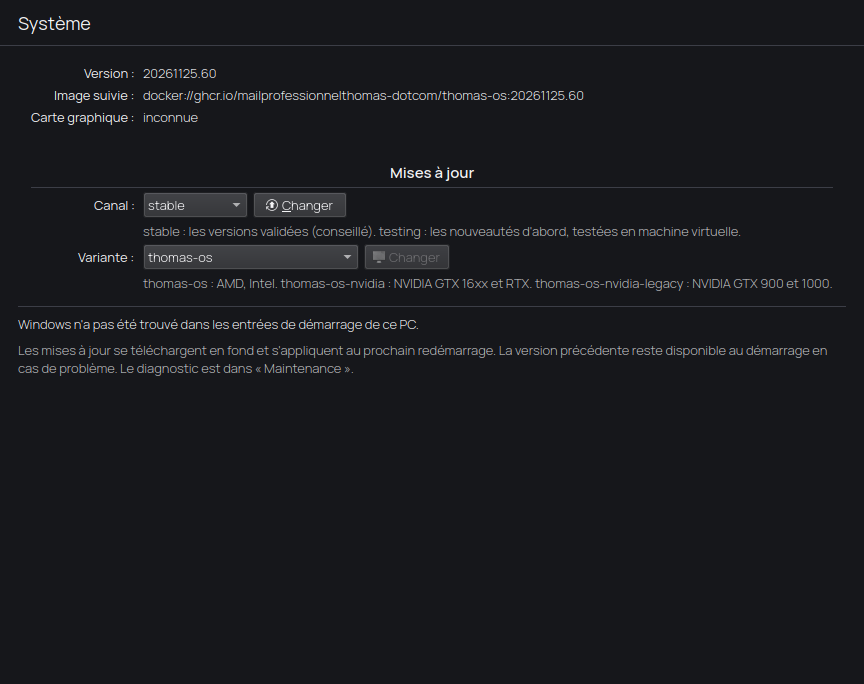 Système
Version : 20261125.60
Image suivie : docker://ghcr.io/mailprofessionnelthomas-dotcom/thomas-os:20261125.60
Carte graphique : inconnue
Mises à jour
Canal : stable Changer
stable : les versions validées (conseillé). testing : les nouveautés d'abord, testées en machine virtuelle.
Variante : thomas-os Changer
thomas-os : AMD, Intel. thomas-os-nvidia : NVIDIA GTX 16xx et RTX. thomas-os-nvidia-legacy : NVIDIA GTX 900 et 1000.
Windows n'a pas été trouvé dans les entrées de démarrage de ce PC.
Les mises à jour se téléchargent en fond et s'appliquent au prochain redémarrage. La version précédente reste disponible au démarrage en
cas de problème. Le diagnostic est dans « Maintenance ».